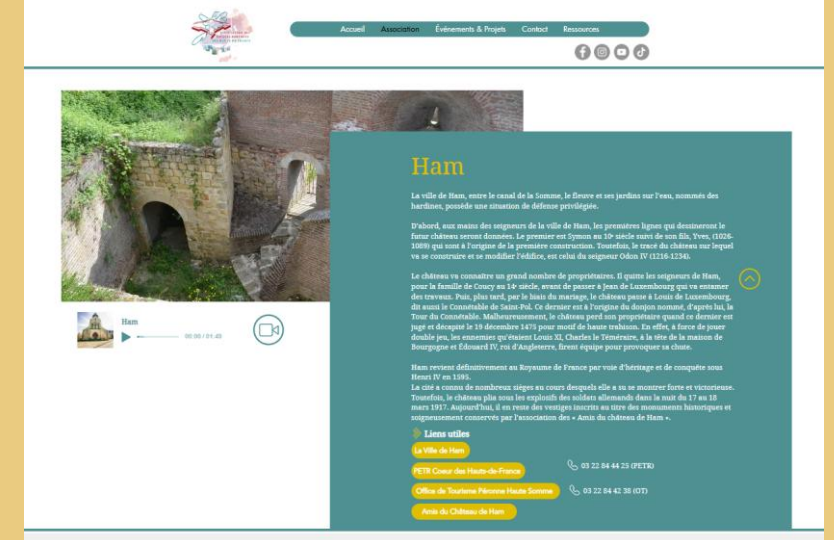 Accueil Association Événements & Projets Contact Ressources
Ham
La ville de Ham, entre le canal de la Somme, le fleuve et ses jardins sur l'eau, nommés des
hardines, possède une situation de défense privilégiée.
D'abord, aux mains des seigneurs de la ville de Ham, les premières lignes qui dessineront le
futur château seront données. Le premier est Symon au 10e siècle suivi de son fils, Yves, (1026-
1089) qui sont à l'origine de la première construction. Toutefois, le tracé du château sur lequel
va se construire et se modifier l'édifice, est celui du seigneur Odon IV (1216-1234).
Le château va connaître un grand nombre de propriétaires. Il quitte les seigneurs de Ham,
pour la famille de Coucy au 14e siècle, avant de passer à Jean de Luxembourg qui va entamer
des travaux. Puis, plus tard, par le biais du mariage, le château passe à Louis de Luxembourg,
dit aussi le Connétable de Saint-Pol. Ce dernier est à l'origine du donjon nommé, d'après lui, la
Tour du Connétable. Malheureusement, le château perd son propriétaire quand ce dernier est
jugé et décapité le 19 décembre 1475 pour motif de haute trahison. En effet, à force de jouer
double jeu, les ennemies qu'étaient Louis XI, Charles le Téméraire, à la tête de la maison de
Bourgogne et Édouard IV, roi d'Angleterre, firent équipe pour provoquer sa chute.
Ham revient définitivement au Royaume de France par voie d'héritage et de conquête sous
Henri IV en 1595.
La cité a connu de nombreux sièges au cours desquels elle a su se montrer forte et victorieuse.
Toutefois, le château plia sous les explosifs des soldats allemands dans la nuit du 17 au 18
mars 1917. Aujourd'hui, il en reste des vestiges inscrits au titre des monuments historiques et
soigneusement conservés par l'association des « Amis du château de Ham ».
Ham
00:00 / 01:49
Liens utiles
La Ville de Ham
PETR Coeur des Hauts-de-France
03 22 84 44 25 (PETR)
Office de Tourisme Péronne Haute Somme
03 22 84 42 38 (OT)
Amis du Château de Ham